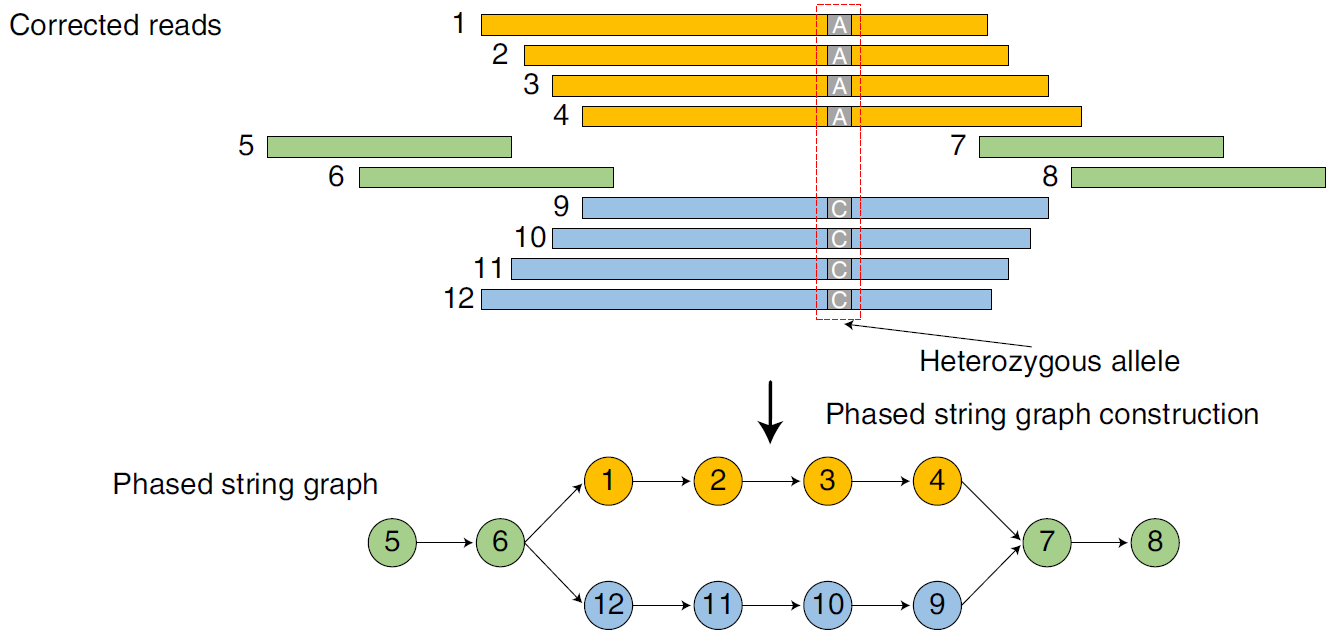 Corrected reads
1 A
2 A
3 A
4 A
5 7
6 8
9 C
10 C
11 C
12 C
Heterozygous allele
Phased string graph construction
Phased string graph
1 2 3 4
5 6 7 8
12 11 10 9